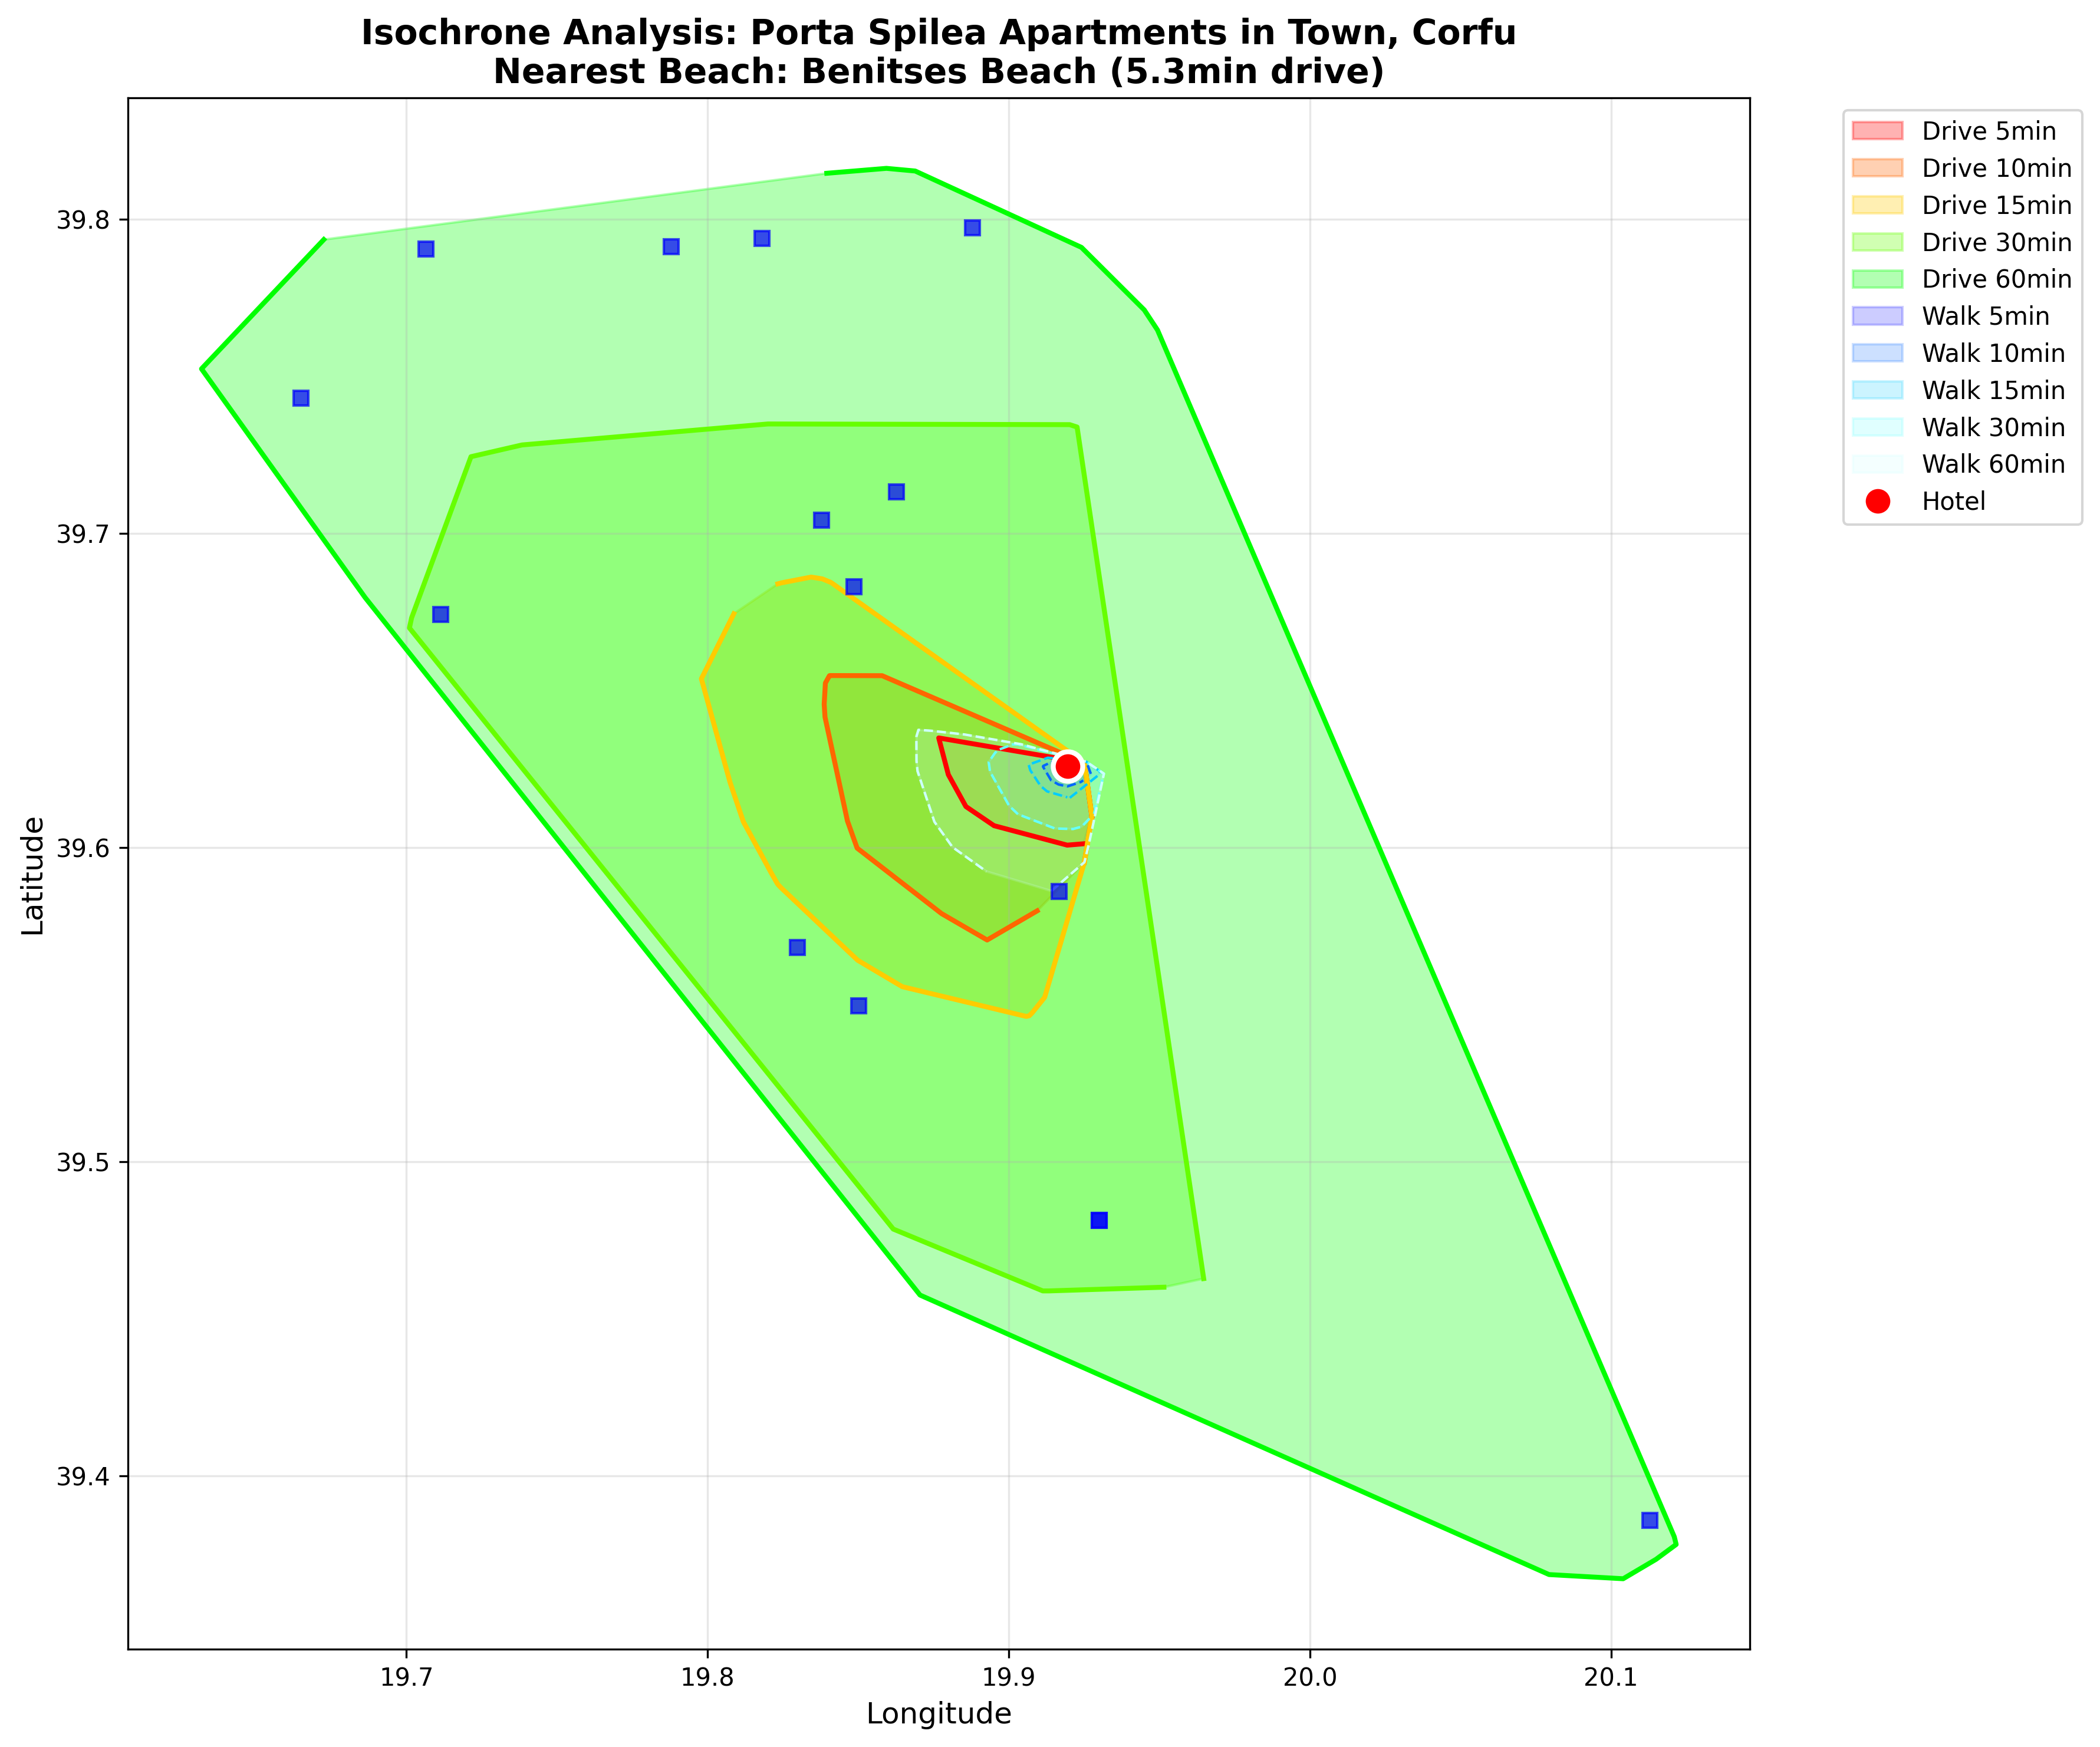 Isochrone Analysis: Porta Spilea Apartments in Town, Corfu
Nearest Beach: Benitses Beach (5.3min drive)
Drive 5min
Drive 10min
Drive 15min
Drive 30min
Drive 60min
Walk 5min
Walk 10min
Walk 15min
Walk 30min
Walk 60min
Hotel
Latitude
39.8
39.7
39.6
39.5
39.4
19.7
19.8
19.9
20.0
20.1
Longitude